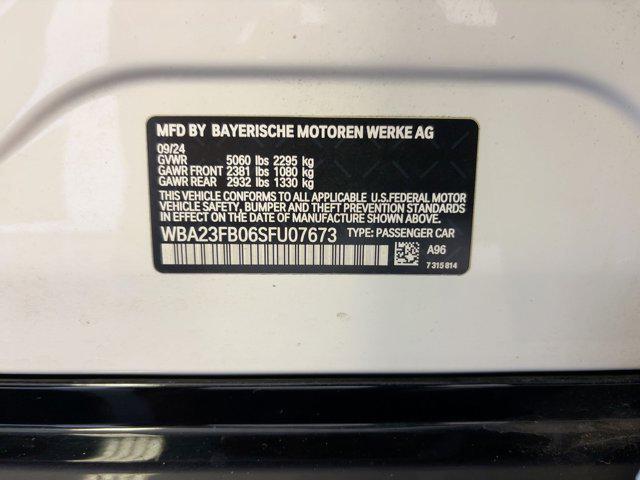 MFD BY BAYERISCHE MOTOREN WERKE AG
09/24
GVWR 5060 lbs 2295 kg
GAWR FRONT 2381 lbs 1080 kg
GAWR REAR 2932 lbs 1330 kg
THIS VEHICLE CONFORMS TO ALL APPLICABLE U.S.FEDERAL MOTOR
VEHICLE SAFETY, BUMPER AND THEFT PREVENTION STANDARDS
IN EFFECT ON THE DATE OF MANUFACTURE SHOWN ABOVE.
WBA23FB06SFU07673 TYPE: PASSENGER CAR
A96
7 315 814